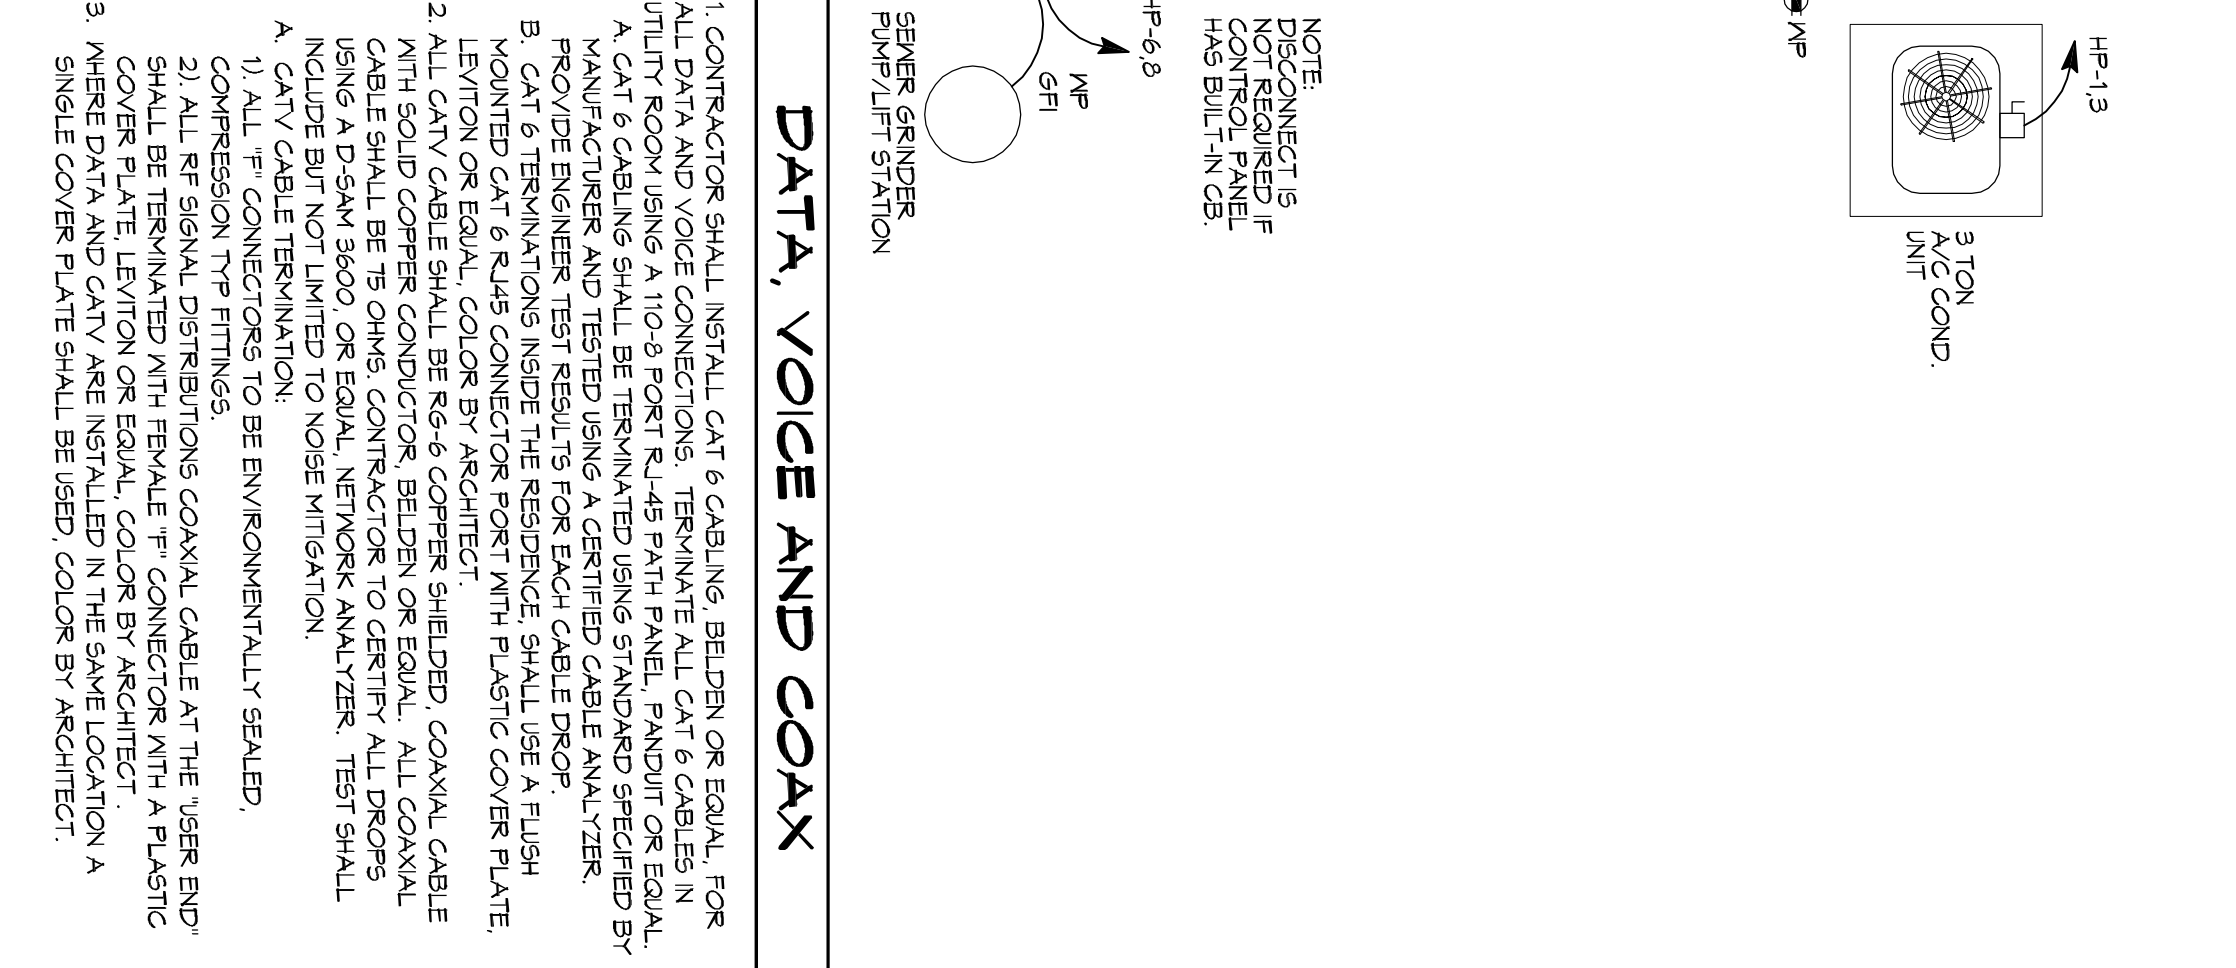 HP-1,3
3 TON
A/C COND.
UNIT
WP
NOTE:
DISCONNECT IS
NOT REQUIRED IF
CONTROL PANEL
HAS BUILT-IN CB.
HP-6,8
WP
GFI
SEWER GRINDER
PUMP/LIFT STATION
DATA, VOICE AND COAX
1. CONTRACTOR SHALL INSTALL CAT 6 CABLING, BELDEN OR EQUAL, FOR
ALL DATA AND VOICE CONNECTIONS. TERMINATE ALL CAT 6 CABLES IN
UTILITY ROOM USING A 110-8 PORT RJ-45 PATH PANEL, PANDUIT OR EQUAL.
A. CAT 6 CABLING SHALL BE TERMINATED USING STANDARD SPECIFIED BY
MANUFACTURER AND TESTED USING A CERTIFIED CABLE ANALYZER.
PROVIDE ENGINEER TEST RESULTS FOR EACH CABLE DROP.
B. CAT 6 TERMINATIONS INSIDE THE RESIDENCE, SHALL USE A FLUSH
MOUNTED CAT 6 RJ45 CONNECTOR PORT WITH PLASTIC COVER PLATE,
LEVITON OR EQUAL, COLOR BY ARCHITECT.
2. ALL CATV CABLE SHALL BE RG-6 COPPER SHIELDED, COAXIAL CABLE
WITH SOLID COPPER CONDUCTOR, BELDEN OR EQUAL. ALL COAXIAL
CABLE SHALL BE 75 OHMS. CONTRACTOR TO CERTIFY ALL DROPS
USING A D-SAM 3600, OR EQUAL, NETWORK ANALYZER. TEST SHALL
INCLUDE BUT NOT LIMITED TO NOISE MITIGATION.
A. CATV CABLE TERMINATION:
1). ALL "F" CONNECTORS TO BE ENVIRONMENTALLY SEALED,
COMPRESSION TYP FITTINGS.
2). ALL RF SIGNAL DISTRIBUTIONS COAXIAL CABLE AT THE "USER END"
SHALL BE TERMINATED WITH FEMALE "F" CONNECTOR WITH A PLASTIC
COVER PLATE, LEVITON OR EQUAL, COLOR BY ARCHITECT .
3. WHERE DATA AND CATV ARE INSTALLED IN THE SAME LOCATION A
SINGLE COVER PLATE SHALL BE USED, COLOR BY ARCHITECT.